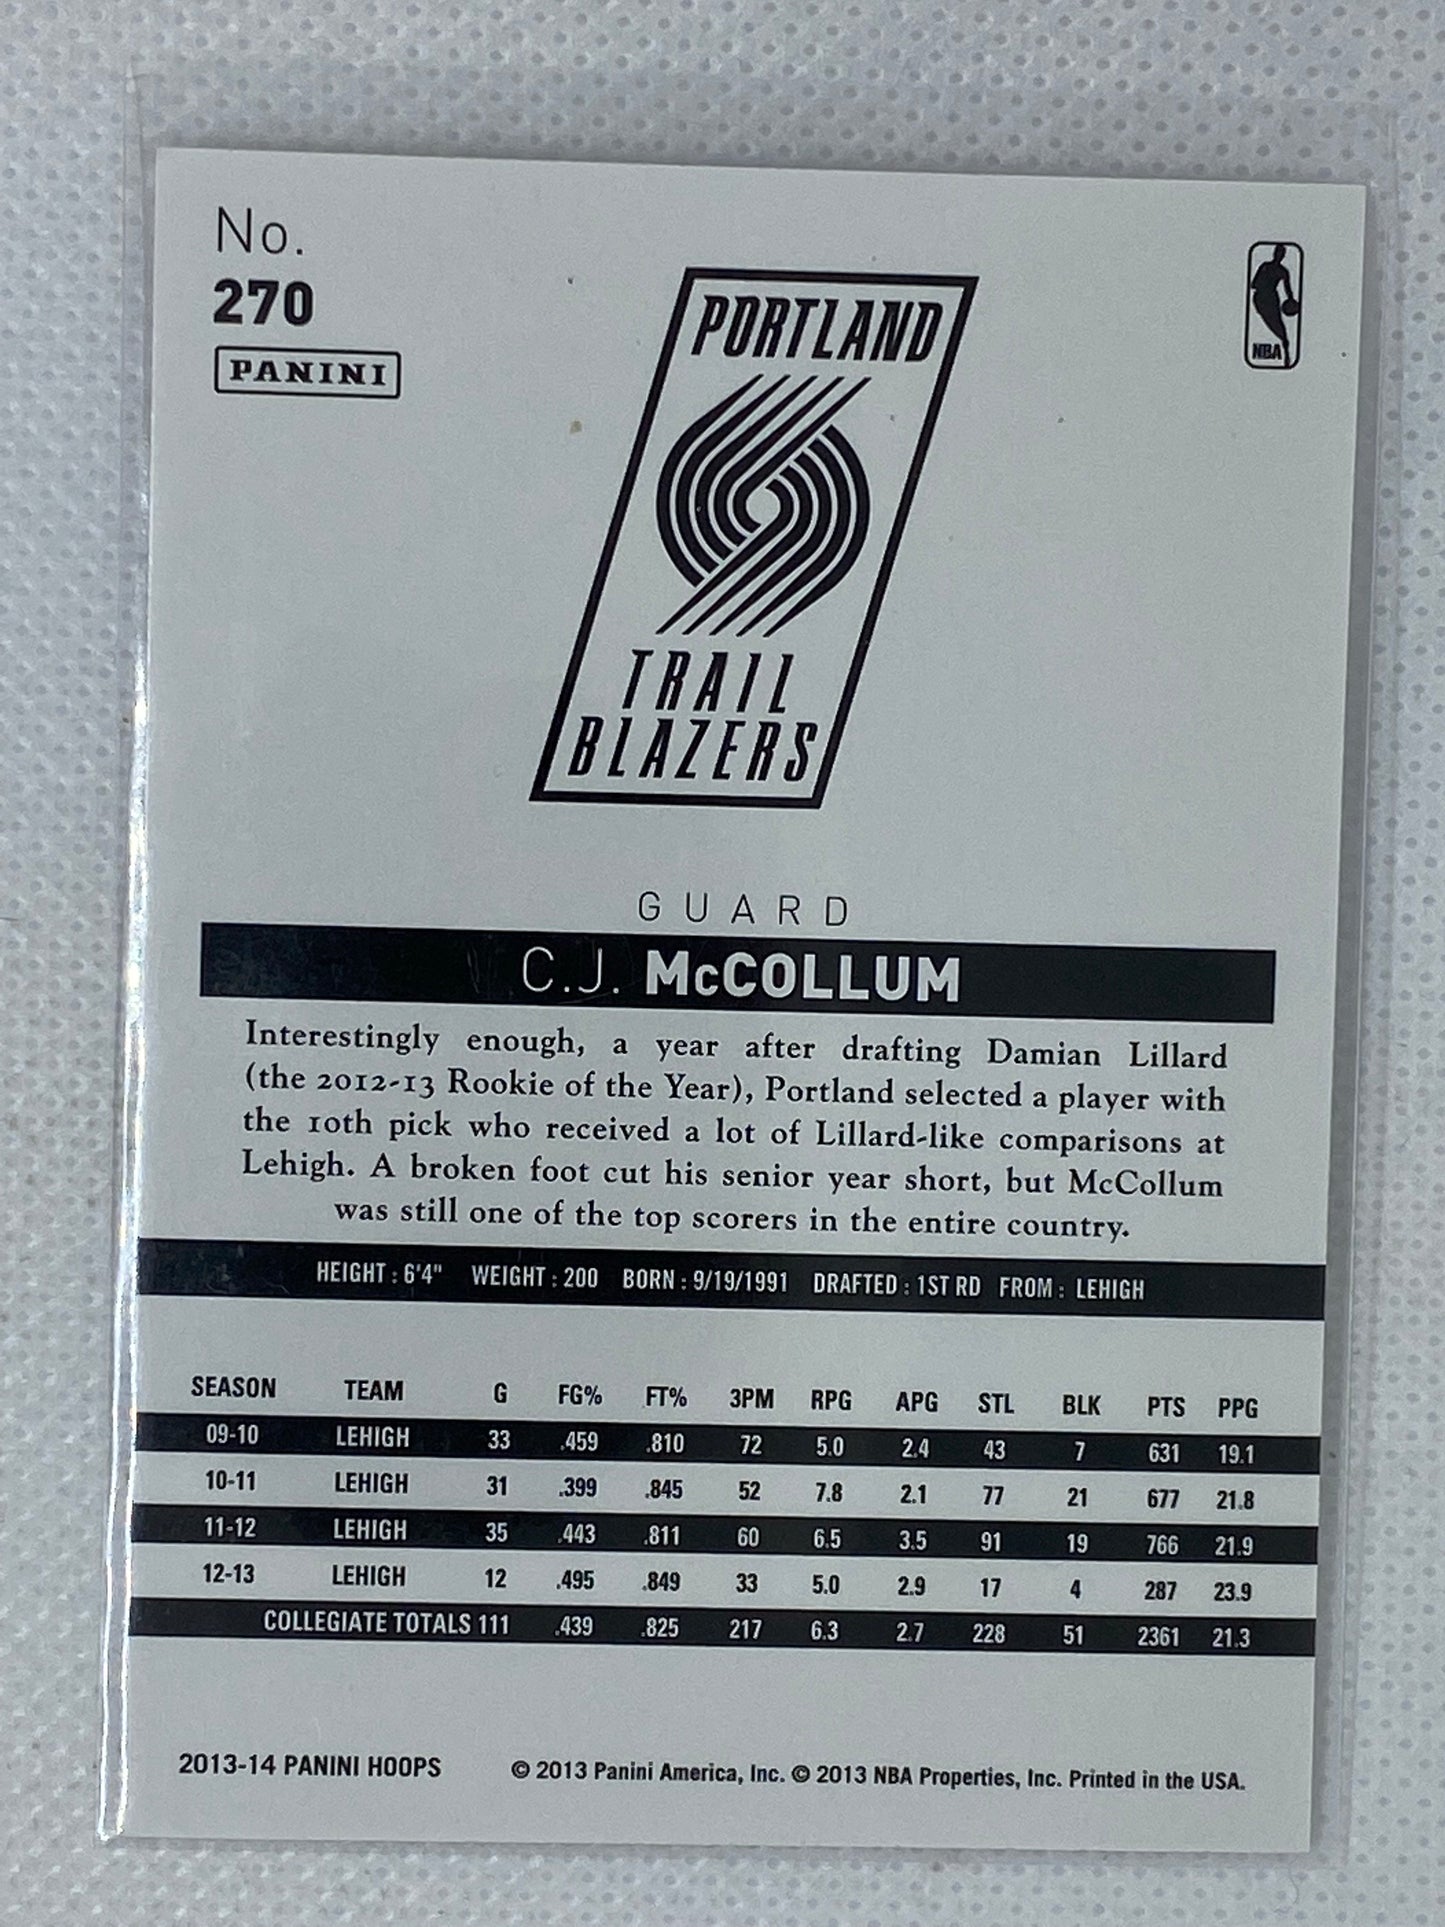 No.
270
PANINI
NBA
PORTLAND
TRAIL
BLAZERS
GUARD
C.J. McCOLLUM
Interestingly enough, a year after drafting Damian Lillard
(the 2012-13 Rookie of the Year), Portland selected a player with
the 10th pick who received a lot of Lillard-like comparisons at
Lehigh. A broken foot cut his senior year short, but McCollum
was still one of the top scorers in the entire country.
HEIGHT : 6'4" WEIGHT : 200 BORN : 9/19/1991 DRAFTED : 1ST RD FROM : LEHIGH
SEASON TEAM G FG% FT% 3PM RPG APG STL BLK PTS PPG
09-10 LEHIGH 33 .459 .810 72 5.0 2.4 43 7 631 19.1
10-11 LEHIGH 31 .399 .845 52 7.8 2.1 77 21 677 21.8
11-12 LEHIGH 35 .443 .811 60 6.5 3.5 91 19 766 21.9
12-13 LEHIGH 12 .495 .849 33 5.0 2.9 17 4 287 23.9
COLLEGIATE TOTALS 111 .439 .825 217 6.3 2.7 228 51 2361 21.3
2013-14 PANINI HOOPS © 2013 Panini America, Inc. © 2013 NBA Properties, Inc. Printed in the USA.